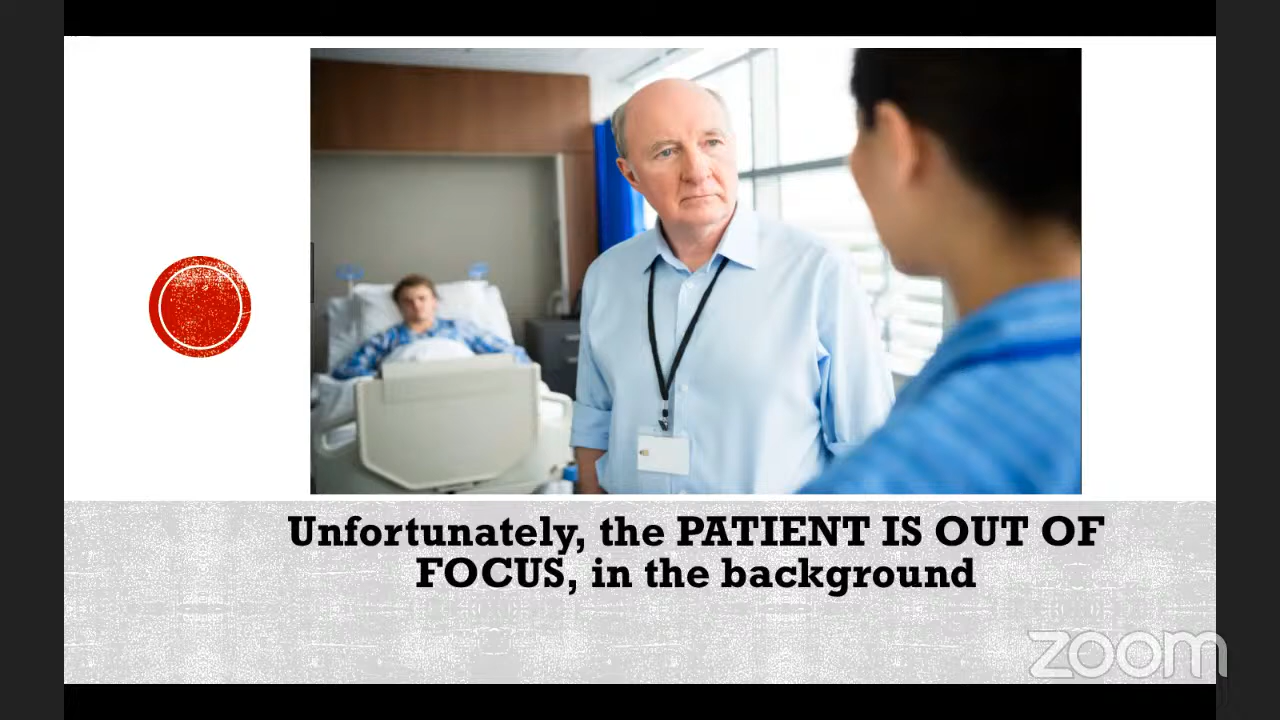 Unfortunately, the PATIENT IS OUT OF
FOCUS, in the background
zoom